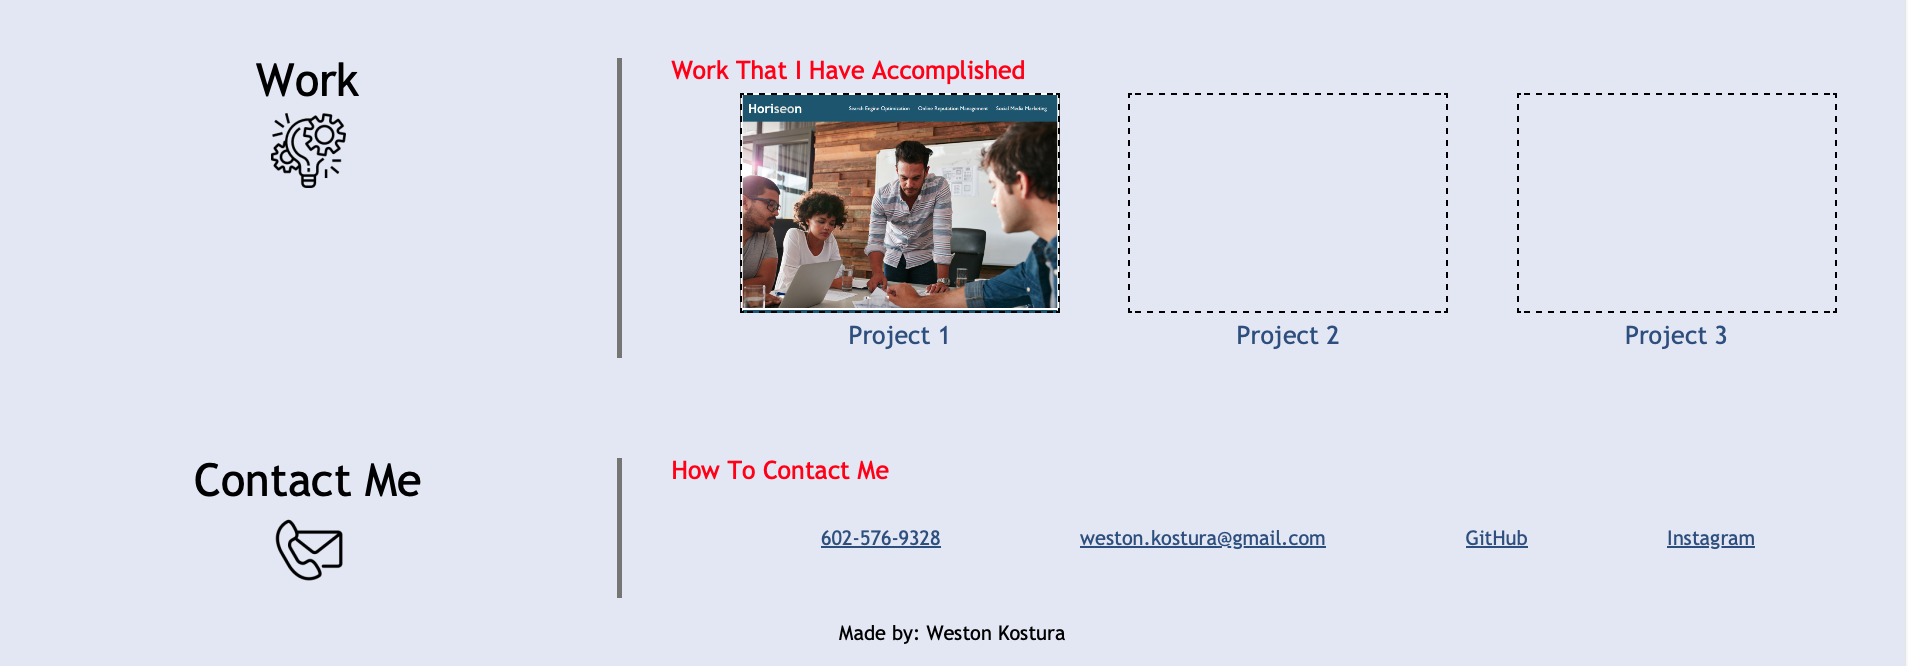 Work
Work That I Have Accomplished
Horiseon
Search Engine Optimization Online Reputation Management Social Media Marketing
Project 1
Project 2
Project 3
Contact Me
How To Contact Me
602-576-9328
weston.kostura@gmail.com
GitHub
Instagram
Made by: Weston Kostura